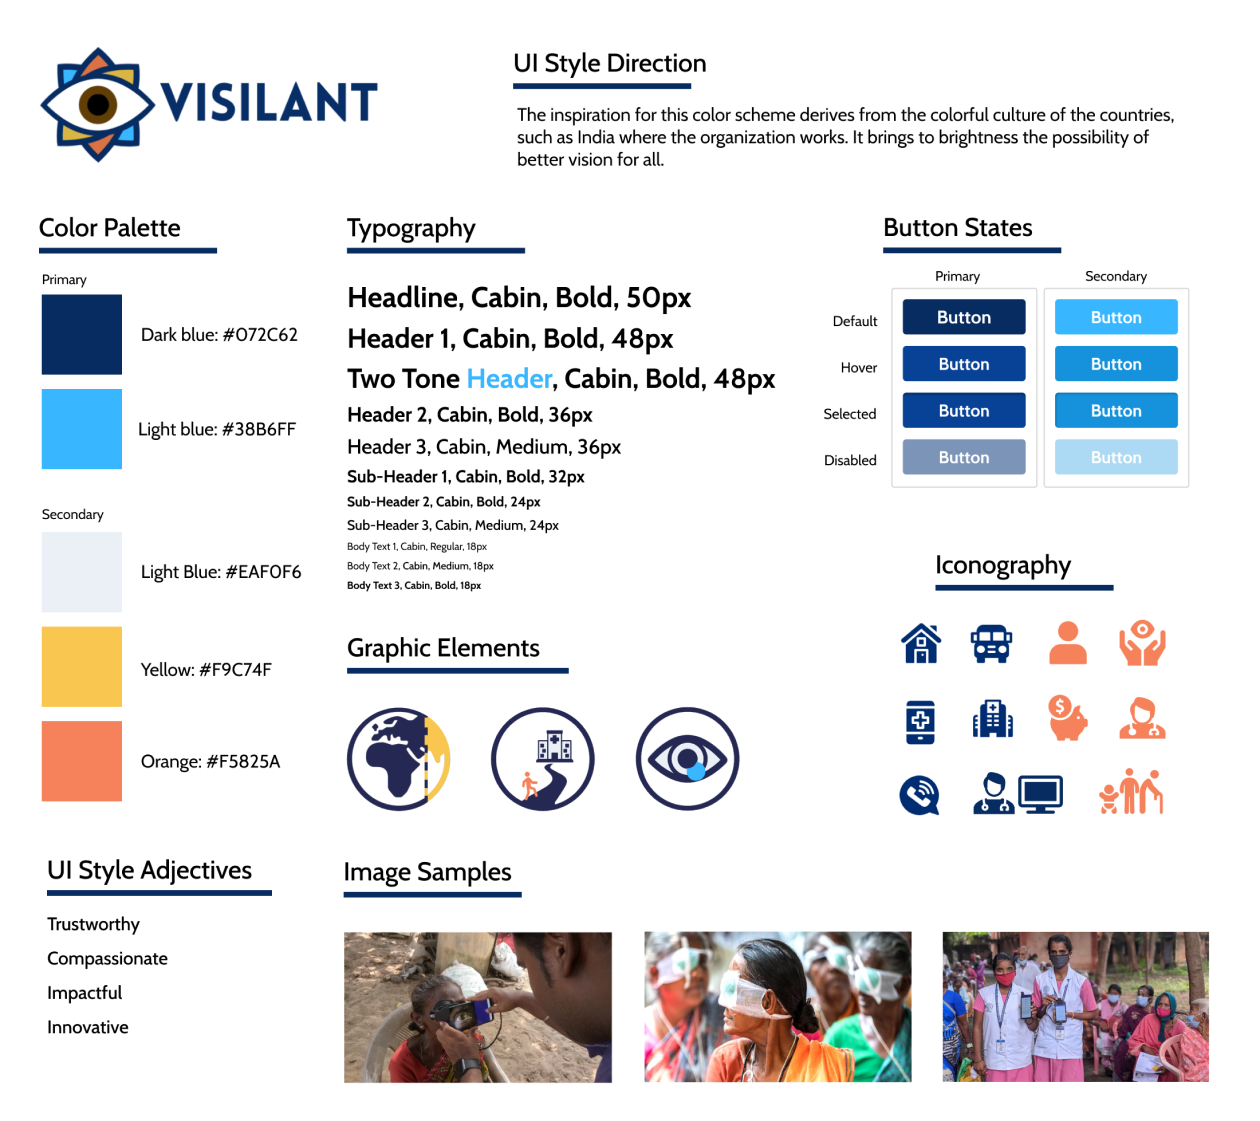 VISILANT
UI Style Direction
The inspiration for this color scheme derives from the colorful culture of the countries,
such as India where the organization works. It brings to brightness the possibility of
better vision for all.
Color Palette
Primary
Dark blue: #072C62
Light blue: #38B6FF
Secondary
Light Blue: #EAF0F6
Yellow: #F9C74F
Orange: #F5825A
Typography
Headline, Cabin, Bold, 50px
Header 1, Cabin, Bold, 48px
Two Tone Header, Cabin, Bold, 48px
Header 2, Cabin, Bold, 36px
Header 3, Cabin, Medium, 36px
Sub-Header 1, Cabin, Bold, 32px
Sub-Header 2, Cabin, Bold, 24px
Sub-Header 3, Cabin, Medium, 24px
Body Text 1, Cabin, Regular, 18px
Body Text 2, Cabin, Medium, 18px
Body Text 3, Cabin, Bold, 18px
Button States
Primary Secondary
Default Button Button
Hover Button Button
Selected Button Button
Disabled Button Button
Graphic Elements
Iconography
$
UI Style Adjectives
Trustworthy
Compassionate
Impactful
Innovative
Image Samples